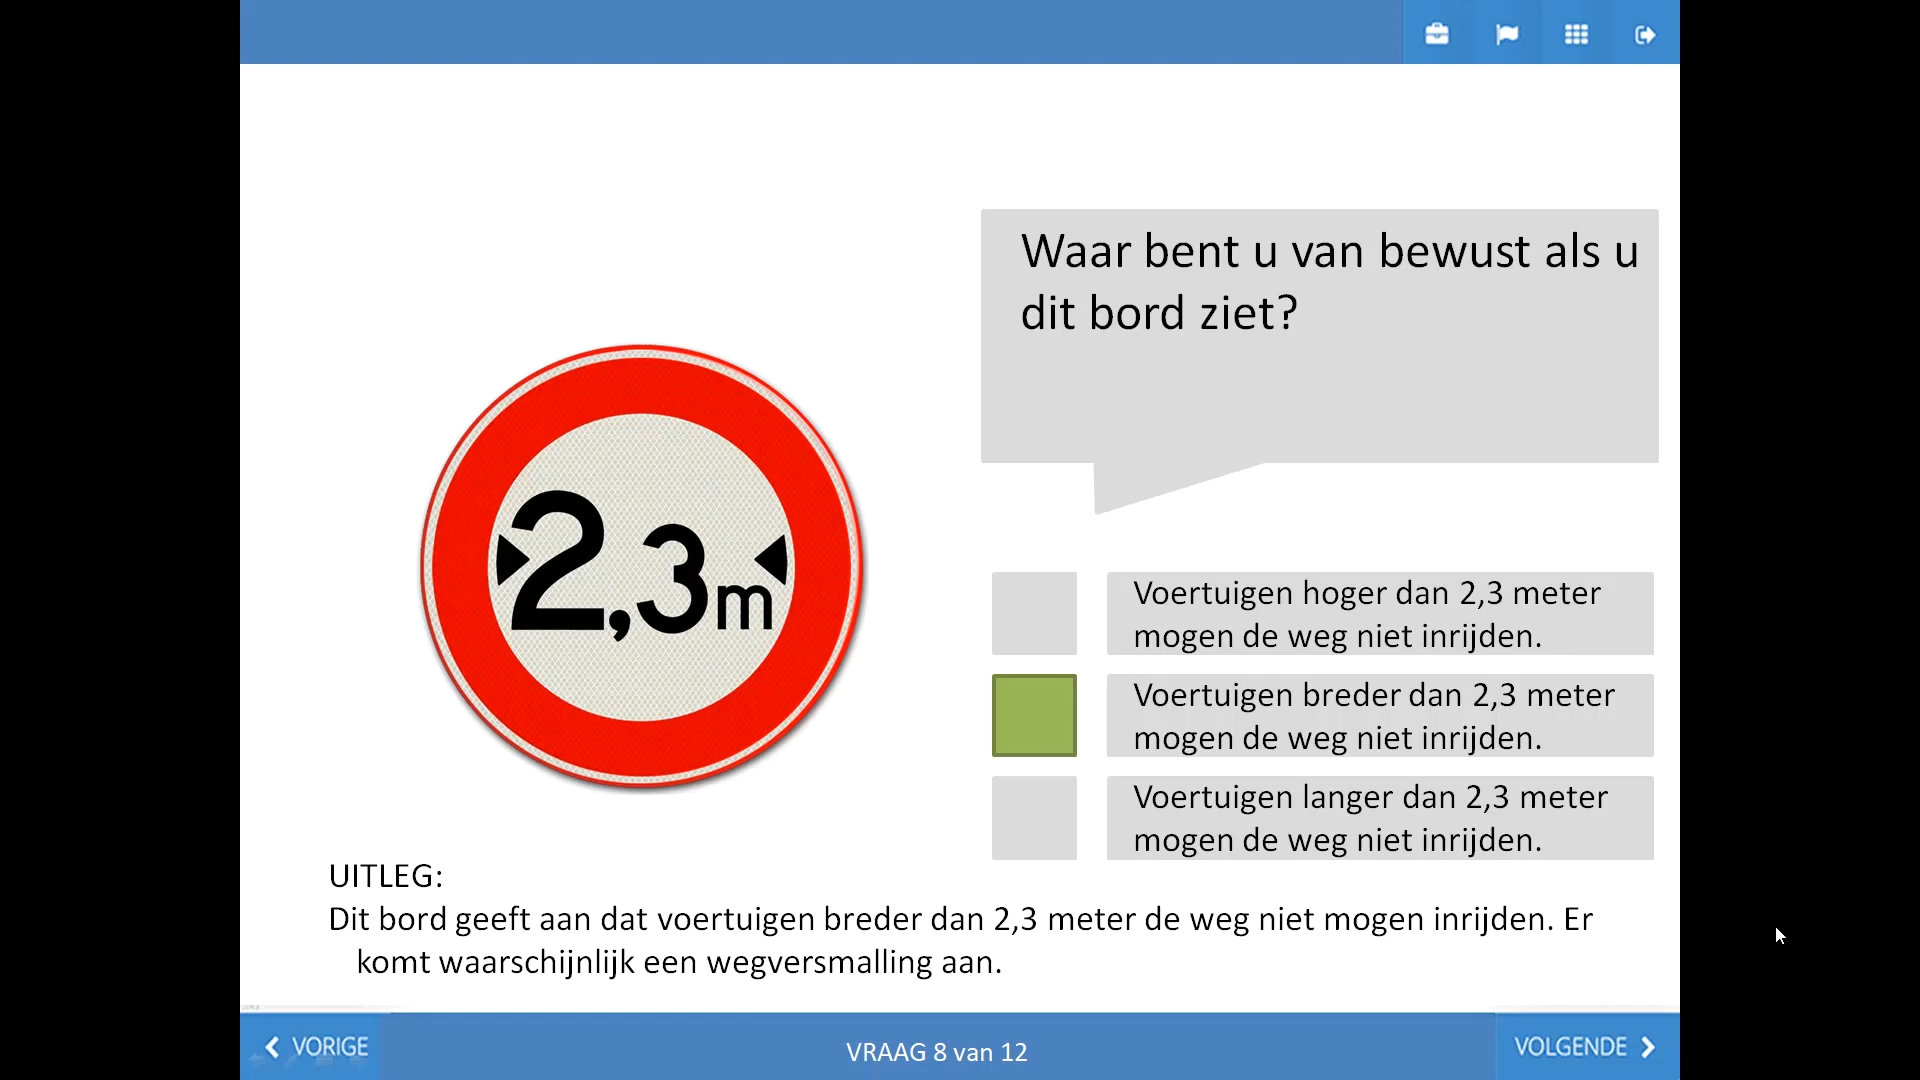 Waar bent u van bewust als u
dit bord ziet?
2,3m
Voertuigen hoger dan 2,3 meter
mogen de weg niet inrijden.
Voertuigen breder dan 2,3 meter
mogen de weg niet inrijden.
Voertuigen langer dan 2,3 meter
mogen de weg niet inrijden.
UITLEG:
Dit bord geeft aan dat voertuigen breder dan 2,3 meter de weg niet mogen inrijden. Er
komt waarschijnlijk een wegversmalling aan.
VORIGE
VRAAG 8 van 12
VOLGENDE